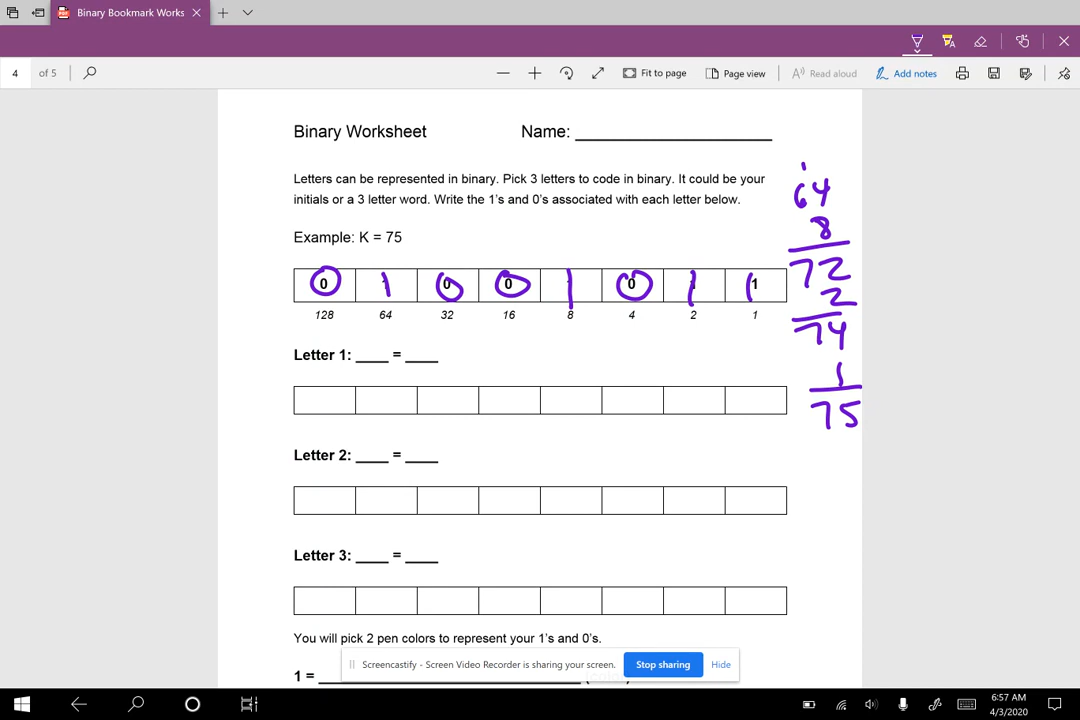 Binary Bookmark Works
4 of 5
Fit to page
Page view
Read aloud
Add notes
Binary Worksheet Name: ____________________
Letters can be represented in binary. Pick 3 letters to code in binary. It could be your
initials or a 3 letter word. Write the 1's and 0's associated with each letter below.
Example: K = 75
0 1 0 0 1 0 1 1
128 64 32 16 8 4 2 1
1
64
8
72
2
74
1
75
Letter 1: ____ = ____
Letter 2: ____ = ____
Letter 3: ____ = ____
You will pick 2 pen colors to represent your 1's and 0's.
Screencastify - Screen Video Recorder is sharing your screen.
Stop sharing
Hide
1 = ____________________
6:57 AM
4/3/2020